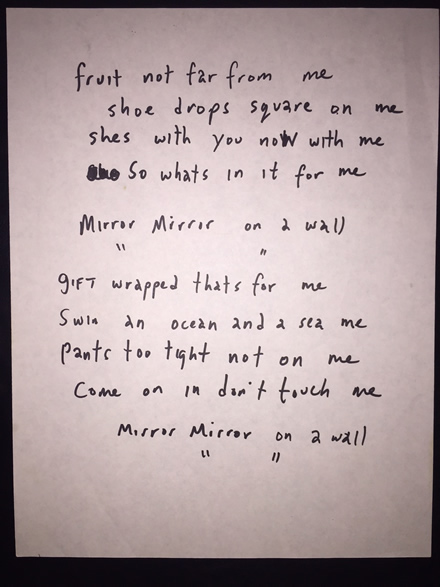 fruit not far from me
shoe drops square on me
shes with you noW with me
So whats in it for me
Mirror Mirror on a wall
" "
gIFT wrapped thats for me
Swim an ocean and a sea me
Pants too tight not on me
Come on in don't touch me
Mirror Mirror on a wall
" "